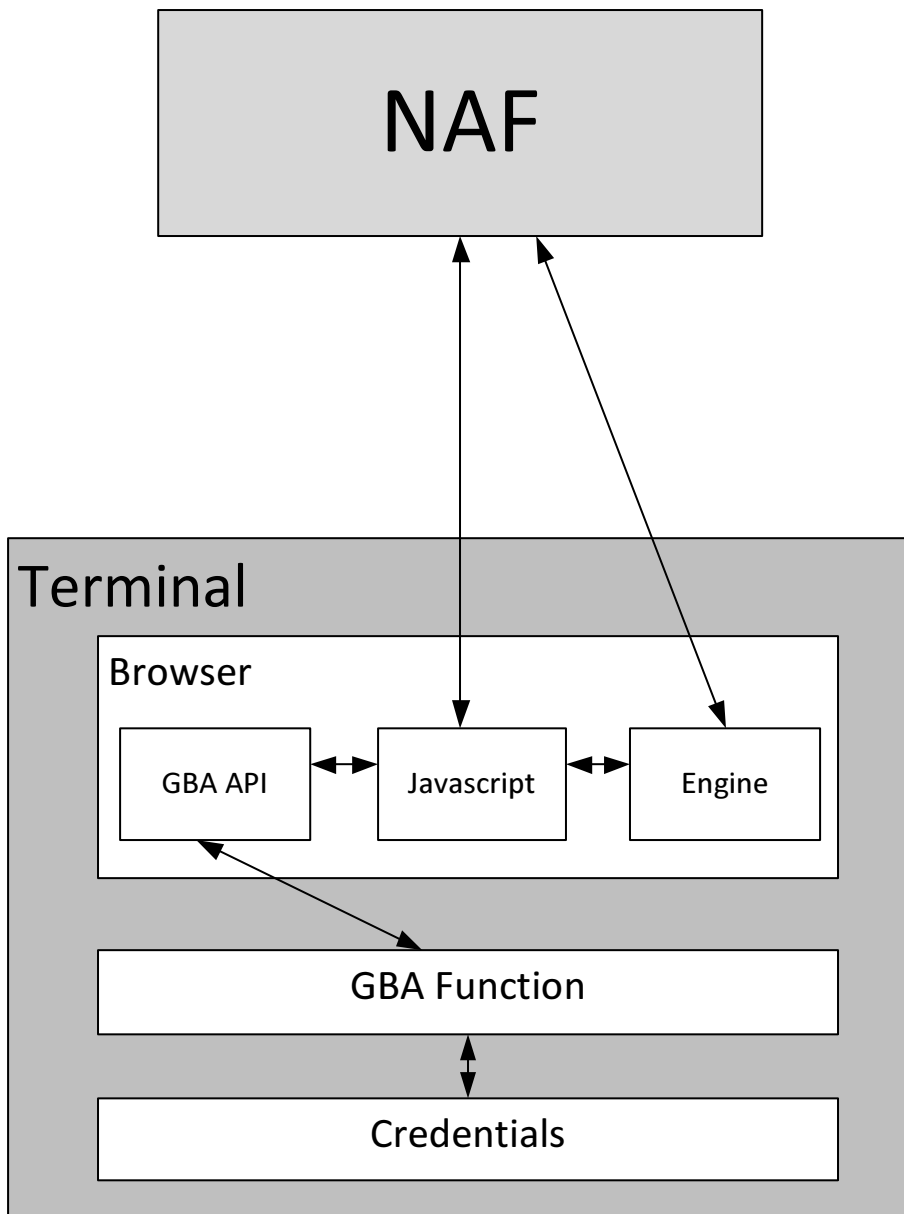 NAF
Terminal
Browser
GBA API
Javascript
Engine
GBA Function
Credentials